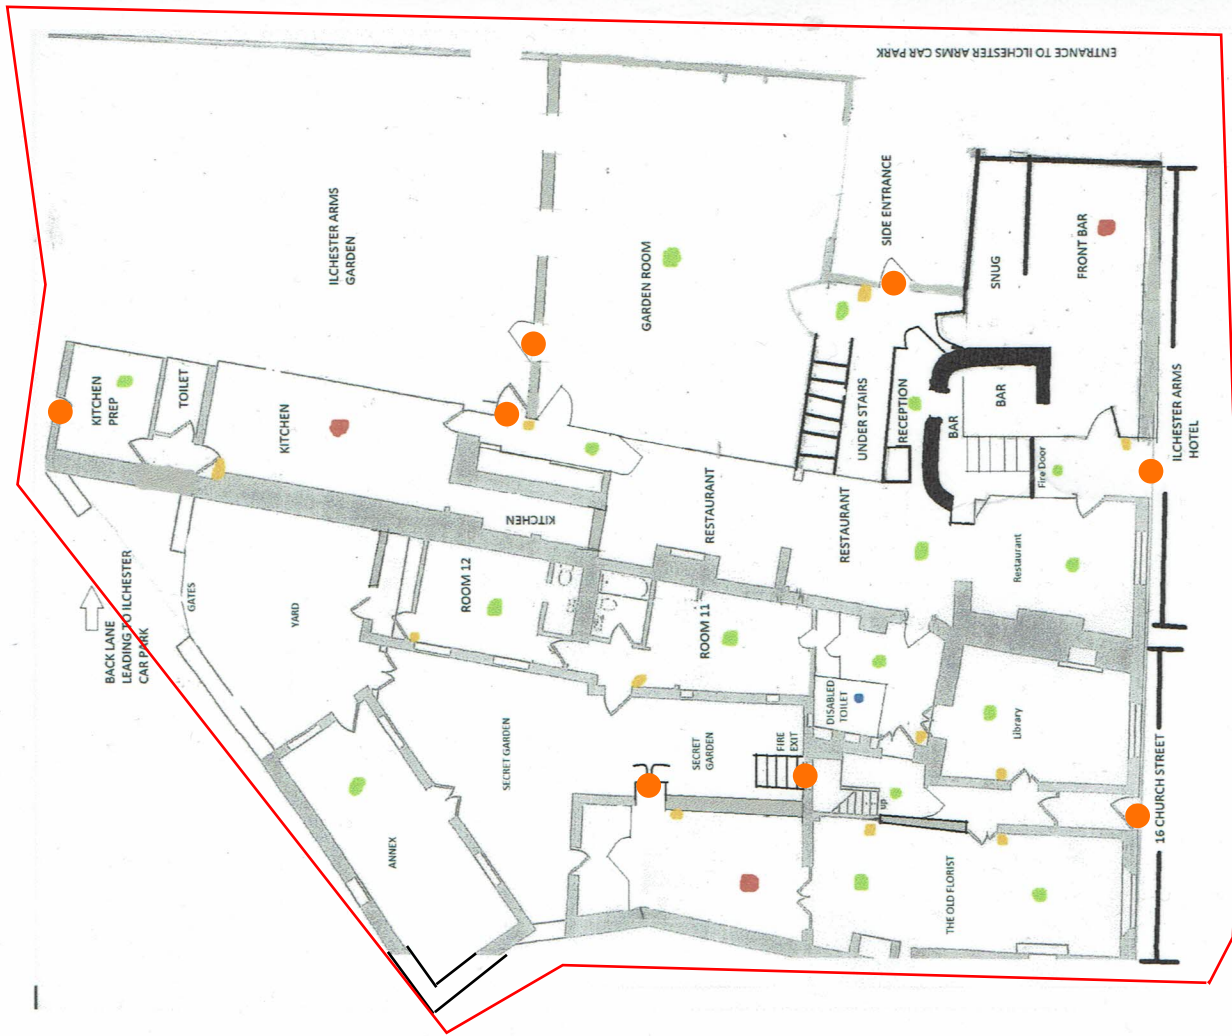 ENTRANCE TO ILCHESTER ARMS CAR PARK
ILCHESTER ARMS
GARDEN
SIDE ENTRANCE
GARDEN ROOM
SNUG
FRONT BAR
KITCHEN
PREP
TOILET
KITCHEN
UNDER STAIRS
RECEPTION
BAR
BAR
ILCHESTER ARMS
HOTEL
Fire Door
RESTAURANT
RESTAURANT
KITCHEN
Restaurant
BACK LANE
LEADING TO ILCHESTER
CAR PARK
GATES
YARD
ROOM 12
ROOM 11
DISABLED
TOILET
Library
SECRET GARDEN
SECRET
GARDEN
FIRE
EXIT
up
16 CHURCH STREET
ANNEX
THE OLD FLORIST